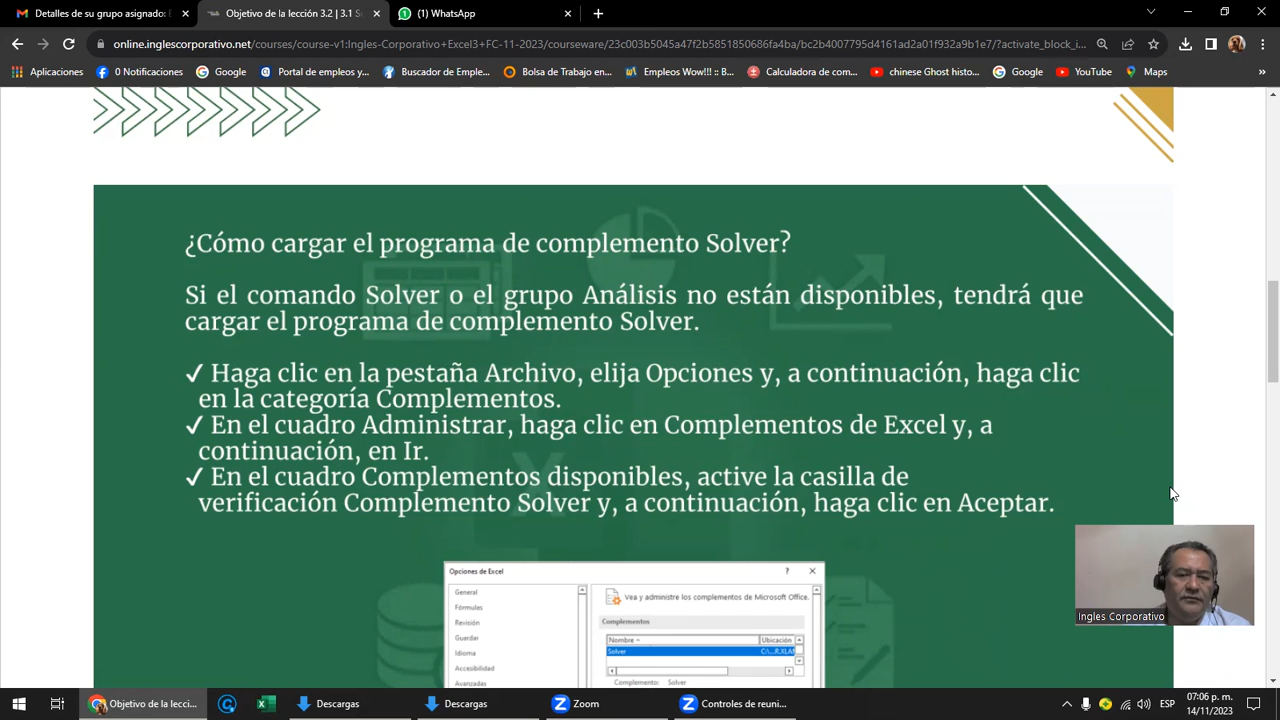 Detalles de su grupo asignado:
Objetivo de la lección 3.2 | 3.1 S
(1) WhatsApp
online.inglescorporativo.net/courses/course-v1:Ingles-Corporativo+Excel3+FC-11-2023/courseware/23c003b5045a47f2b5851850686fa4ba/bc2b4007795d4161ad2a01f932a9b1e7/?activate_block_i...
Aplicaciones
0 Notificaciones
Google
Portal de empleos y...
Buscador de Emple...
Bolsa de Trabajo en...
Empleos Wow!!! :: B...
Calculadora de com...
chinese Ghost histo...
Google
YouTube
Maps
¿Cómo cargar el programa de complemento Solver?
Si el comando Solver o el grupo Análisis no están disponibles, tendrá que
cargar el programa de complemento Solver.
✓ Haga clic en la pestaña Archivo, elija Opciones y, a continuación, haga clic
en la categoría Complementos.
✓ En el cuadro Administrar, haga clic en Complementos de Excel y, a
continuación, en Ir.
✓ En el cuadro Complementos disponibles, active la casilla de
verificación Complemento Solver y, a continuación, haga clic en Aceptar.
Opciones de Excel
General
Fórmulas
Revisión
Guardar
Idioma
Accesibilidad
Avanzadas
Vea y administre los complementos de Microsoft Office.
Complementos
Nombre
Ubicación
Solver
C:\...R.XLAM
Complemento: Solver
Ingles Corporativo
Objetivo de la lecci...
Descargas
Descargas
Zoom
Controles de reuni...
ESP
07:06 p. m.
14/11/2023